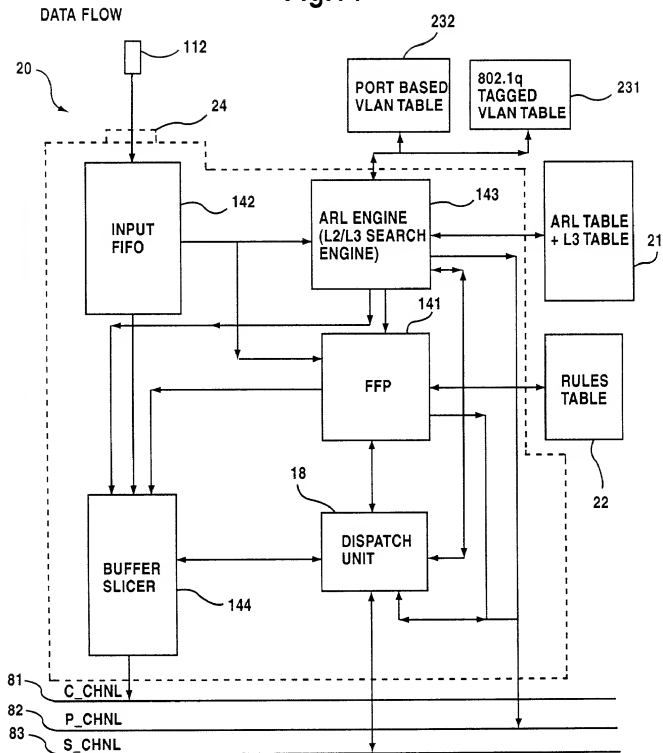 DATA FLOW
112
20
24
232
PORT BASED
VLAN TABLE
802.1q
TAGGED
VLAN TABLE
231
INPUT
FIFO
142
ARL ENGINE
(L2/L3 SEARCH
ENGINE)
143
ARL TABLE
+ L3 TABLE
21
141
FFP
RULES
TABLE
22
18
DISPATCH
UNIT
BUFFER
SLICER
144
81
C_CHNL
82
P_CHNL
83
S_CHNL